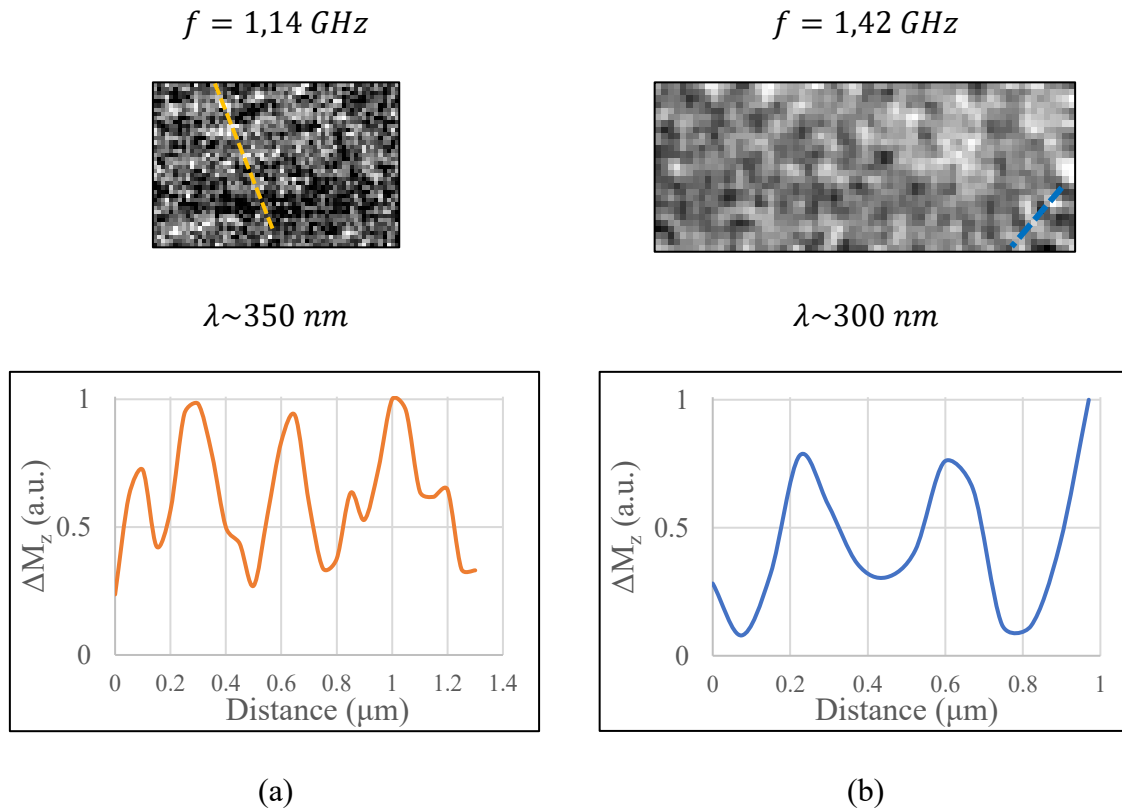 f = 1,14 GHz
f = 1,42 GHz
λ~350 nm
λ~300 nm
1
0.5
0
ΔM_z (a.u.)
0 0.2 0.4 0.6 0.8 1 1.2 1.4
Distance (μm)
1
0.5
0
ΔM_z (a.u.)
0 0.2 0.4 0.6 0.8 1
Distance (μm)
(a)
(b)